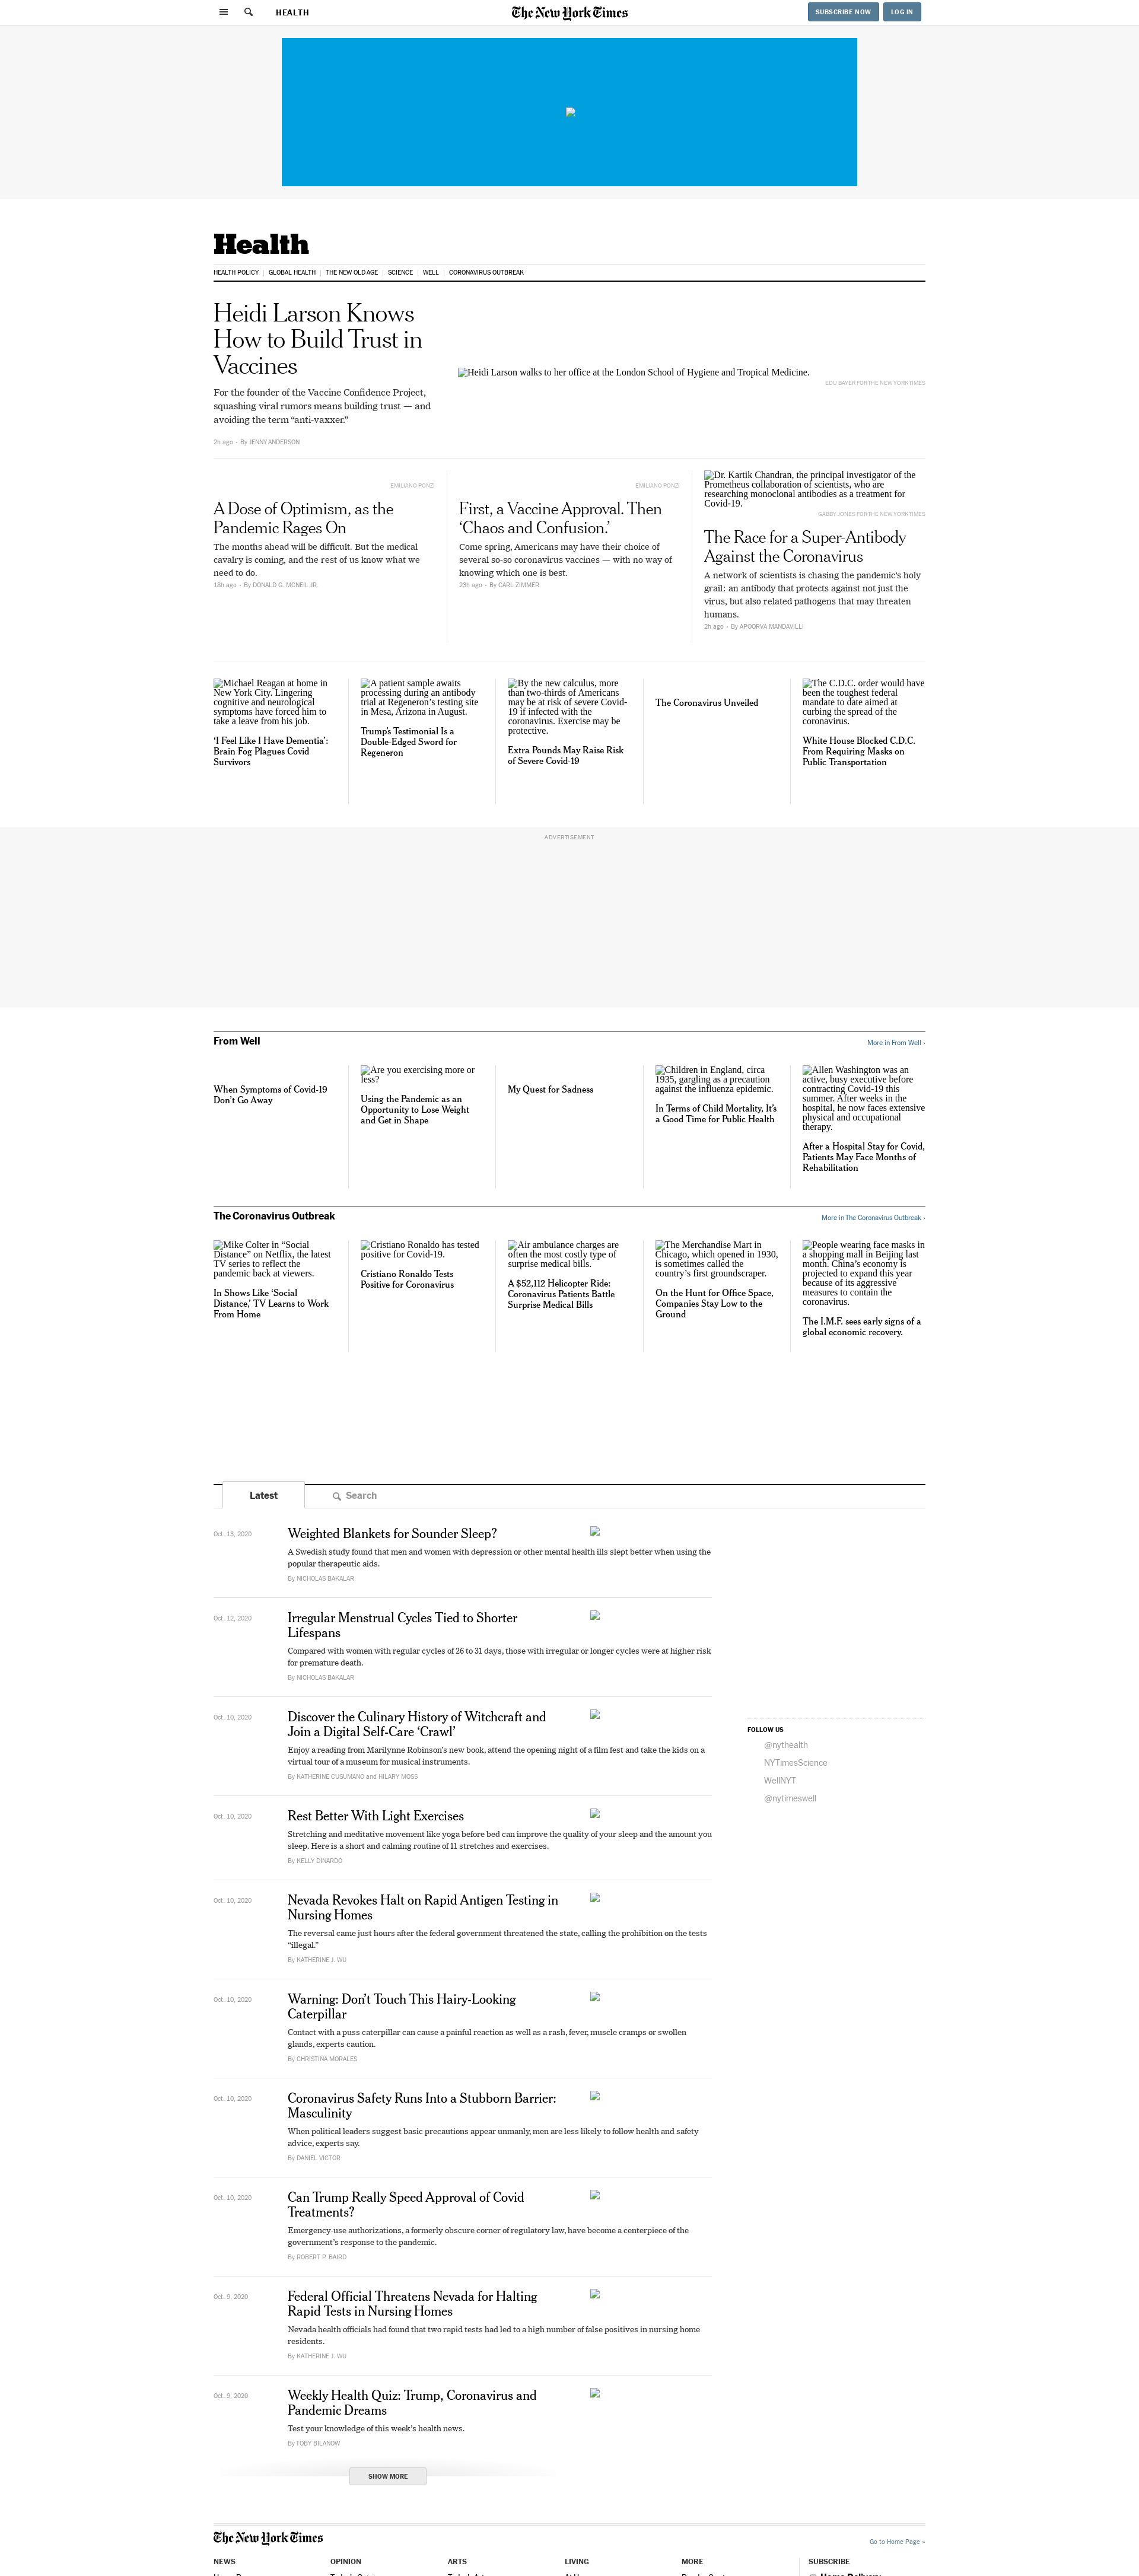 HEALTH
The New York Times
SUBSCRIBE NOW
LOG IN
Health
HEALTH POLICY
GLOBAL HEALTH
THE NEW OLD AGE
SCIENCE
WELL
CORONAVIRUS OUTBREAK
Heidi Larson Knows
How to Build Trust in
Vaccines
For the founder of the Vaccine Confidence Project,
squashing viral rumors means building trust — and
avoiding the term “anti-vaxxer.”
2h ago • By JENNY ANDERSON
Heidi Larson walks to her office at the London School of Hygiene and Tropical Medicine.
EDU BAYER FOR THE NEW YORK TIMES
EMILIANO PONZI
A Dose of Optimism, as the
Pandemic Rages On
The months ahead will be difficult. But the medical
cavalry is coming, and the rest of us know what we
need to do.
18h ago • By DONALD G. MCNEIL JR.
EMILIANO PONZI
First, a Vaccine Approval. Then
‘Chaos and Confusion.’
Come spring, Americans may have their choice of
several so-so coronavirus vaccines — with no way of
knowing which one is best.
23h ago • By CARL ZIMMER
Dr. Kartik Chandran, the principal investigator of the
Prometheus collaboration of scientists, who are
researching monoclonal antibodies as a treatment for
Covid-19.
GABBY JONES FOR THE NEW YORK TIMES
The Race for a Super-Antibody
Against the Coronavirus
A network of scientists is chasing the pandemic’s holy
grail: an antibody that protects against not just the
virus, but also related pathogens that may threaten
humans.
2h ago • By APOORVA MANDAVILLI
Michael Reagan at home in
New York City. Lingering
cognitive and neurological
symptoms have forced him to
take a leave from his job.
‘I Feel Like I Have Dementia’:
Brain Fog Plagues Covid
Survivors
A patient sample awaits
processing during an antibody
trial at Regeneron’s testing site
in Mesa, Arizona in August.
Trump’s Testimonial Is a
Double-Edged Sword for
Regeneron
By the new calculus, more
than two-thirds of Americans
may be at risk of severe Covid-
19 if infected with the
coronavirus. Exercise may be
protective.
Extra Pounds May Raise Risk
of Severe Covid-19
The Coronavirus Unveiled
The C.D.C. order would have
been the toughest federal
mandate to date aimed at
curbing the spread of the
coronavirus.
White House Blocked C.D.C.
From Requiring Masks on
Public Transportation
ADVERTISEMENT
From Well
More in From Well ›
When Symptoms of Covid-19
Don’t Go Away
Are you exercising more or
less?
Using the Pandemic as an
Opportunity to Lose Weight
and Get in Shape
My Quest for Sadness
Children in England, circa
1935, gargling as a precaution
against the influenza epidemic.
In Terms of Child Mortality, It’s
a Good Time for Public Health
Allen Washington was an
active, busy executive before
contracting Covid-19 this
summer. After weeks in the
hospital, he now faces extensive
physical and occupational
therapy.
After a Hospital Stay for Covid,
Patients May Face Months of
Rehabilitation
The Coronavirus Outbreak
More in The Coronavirus Outbreak ›
Mike Colter in “Social
Distance” on Netflix, the latest
TV series to reflect the
pandemic back at viewers.
In Shows Like ‘Social
Distance,’ TV Learns to Work
From Home
Cristiano Ronaldo has tested
positive for Covid-19.
Cristiano Ronaldo Tests
Positive for Coronavirus
Air ambulance charges are
often the most costly type of
surprise medical bills.
A $52,112 Helicopter Ride:
Coronavirus Patients Battle
Surprise Medical Bills
The Merchandise Mart in
Chicago, which opened in 1930,
is sometimes called the
country’s first groundscraper.
On the Hunt for Office Space,
Companies Stay Low to the
Ground
People wearing face masks in
a shopping mall in Beijing last
month. China’s economy is
projected to expand this year
because of its aggressive
measures to contain the
coronavirus.
The I.M.F. sees early signs of a
global economic recovery.
Latest
Search
Oct. 13, 2020
Weighted Blankets for Sounder Sleep?
A Swedish study found that men and women with depression or other mental health ills slept better when using the
popular therapeutic aids.
By NICHOLAS BAKALAR
Oct. 12, 2020
Irregular Menstrual Cycles Tied to Shorter
Lifespans
Compared with women with regular cycles of 26 to 31 days, those with irregular or longer cycles were at higher risk
for premature death.
By NICHOLAS BAKALAR
Oct. 10, 2020
Discover the Culinary History of Witchcraft and
Join a Digital Self-Care ‘Crawl’
Enjoy a reading from Marilynne Robinson’s new book, attend the opening night of a film fest and take the kids on a
virtual tour of a museum for musical instruments.
By KATHERINE CUSUMANO and HILARY MOSS
Oct. 10, 2020
Rest Better With Light Exercises
Stretching and meditative movement like yoga before bed can improve the quality of your sleep and the amount you
sleep. Here is a short and calming routine of 11 stretches and exercises.
By KELLY DINARDO
Oct. 10, 2020
Nevada Revokes Halt on Rapid Antigen Testing in
Nursing Homes
The reversal came just hours after the federal government threatened the state, calling the prohibition on the tests
“illegal.”
By KATHERINE J. WU
Oct. 10, 2020
Warning: Don’t Touch This Hairy-Looking
Caterpillar
Contact with a puss caterpillar can cause a painful reaction as well as a rash, fever, muscle cramps or swollen
glands, experts caution.
By CHRISTINA MORALES
Oct. 10, 2020
Coronavirus Safety Runs Into a Stubborn Barrier:
Masculinity
When political leaders suggest basic precautions appear unmanly, men are less likely to follow health and safety
advice, experts say.
By DANIEL VICTOR
Oct. 10, 2020
Can Trump Really Speed Approval of Covid
Treatments?
Emergency-use authorizations, a formerly obscure corner of regulatory law, have become a centerpiece of the
government’s response to the pandemic.
By ROBERT P. BAIRD
Oct. 9, 2020
Federal Official Threatens Nevada for Halting
Rapid Tests in Nursing Homes
Nevada health officials had found that two rapid tests had led to a high number of false positives in nursing home
residents.
By KATHERINE J. WU
Oct. 9, 2020
Weekly Health Quiz: Trump, Coronavirus and
Pandemic Dreams
Test your knowledge of this week’s health news.
By TOBY BILANOW
SHOW MORE
FOLLOW US
@nythealth
NYTimesScience
WellNYT
@nytimeswell
The New York Times
Go to Home Page »
NEWS
OPINION
ARTS
LIVING
MORE
SUBSCRIBE